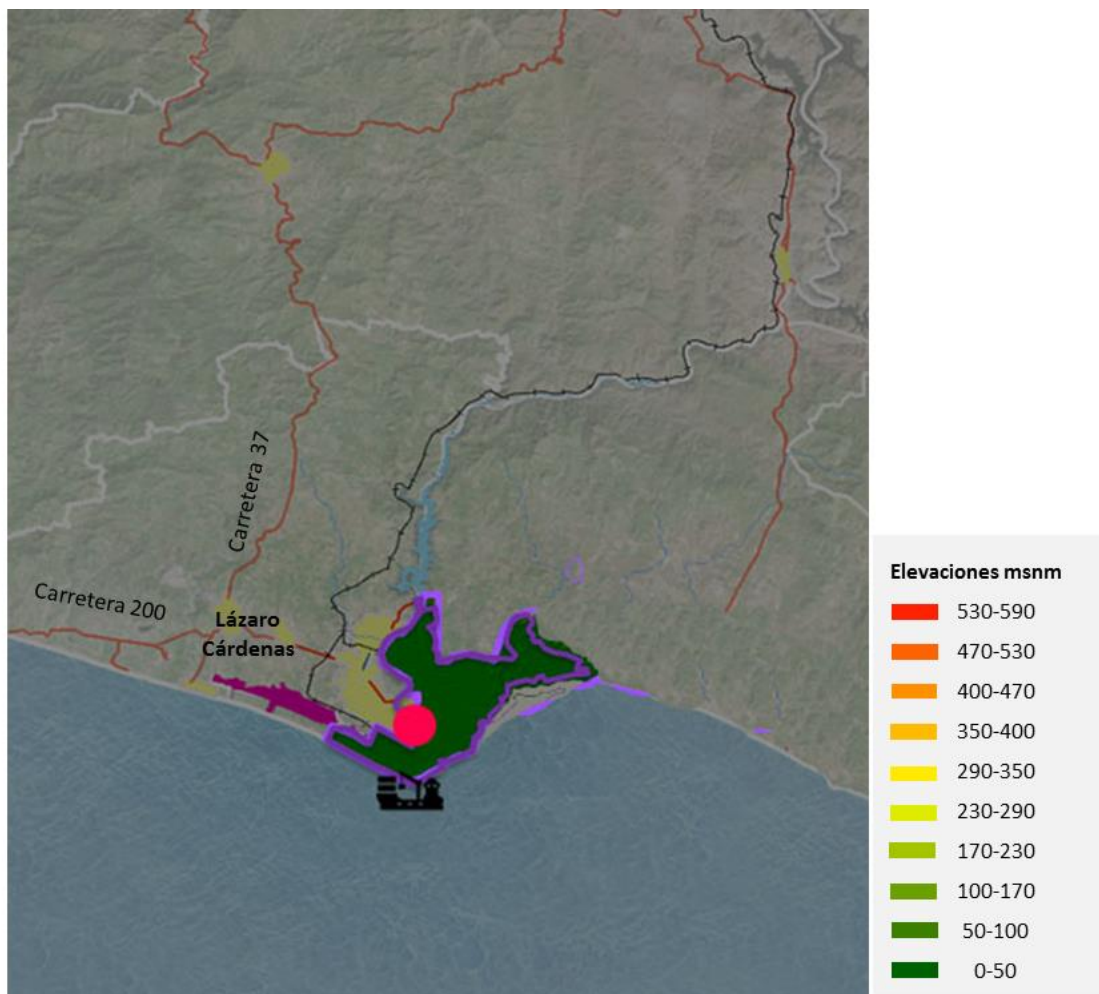 Carretera 37
Carretera 200
Lázaro
Cárdenas
Elevaciones msnm
530-590
470-530
400-470
350-400
290-350
230-290
170-230
100-170
50-100
0-50